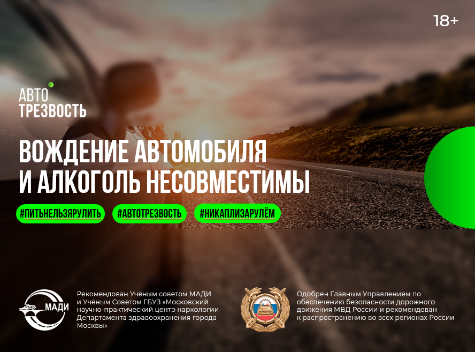 18+
АВТО
ТРЕЗВОСТЬ
ВОЖДЕНИЕ АВТОМОБИЛЯ
И АЛКОГОЛЬ НЕСОВМЕСТИМЫ
#ПИТЬНЕЛЬЗЯРУЛИТЬ #АВТОТРЕЗВОСТЬ #НИКАПЛИЗАРУЛЁМ
МАДИ
Рекомендован Учёным советом МАДИ
и Учёным Советом ГБУЗ «Московский
научно-практический центр наркологии
Департамента здравоохранения города
Москвы»
Одобрен Главным Управлением по
обеспечению безопасности дорожного
движения МВД России и рекомендован
к распространению во всех регионах России